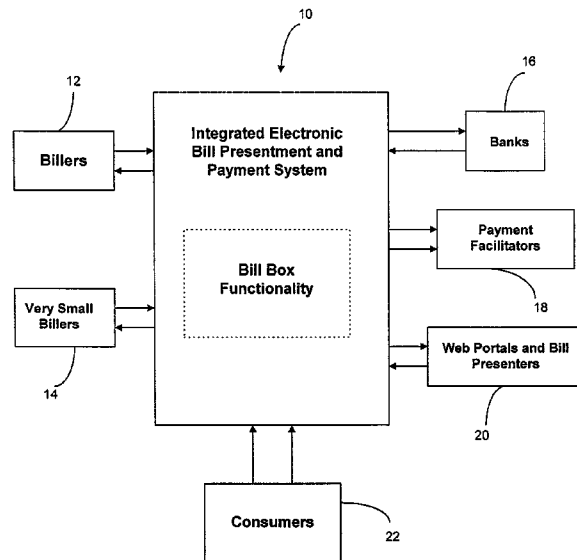 10
12
16
Billers
Integrated Electronic
Bill Presentment and
Payment System
Banks
Payment
Facilitators
18
Bill Box
Functionality
Very Small
Billers
14
Web Portals and Bill
Presenters
20
Consumers
22